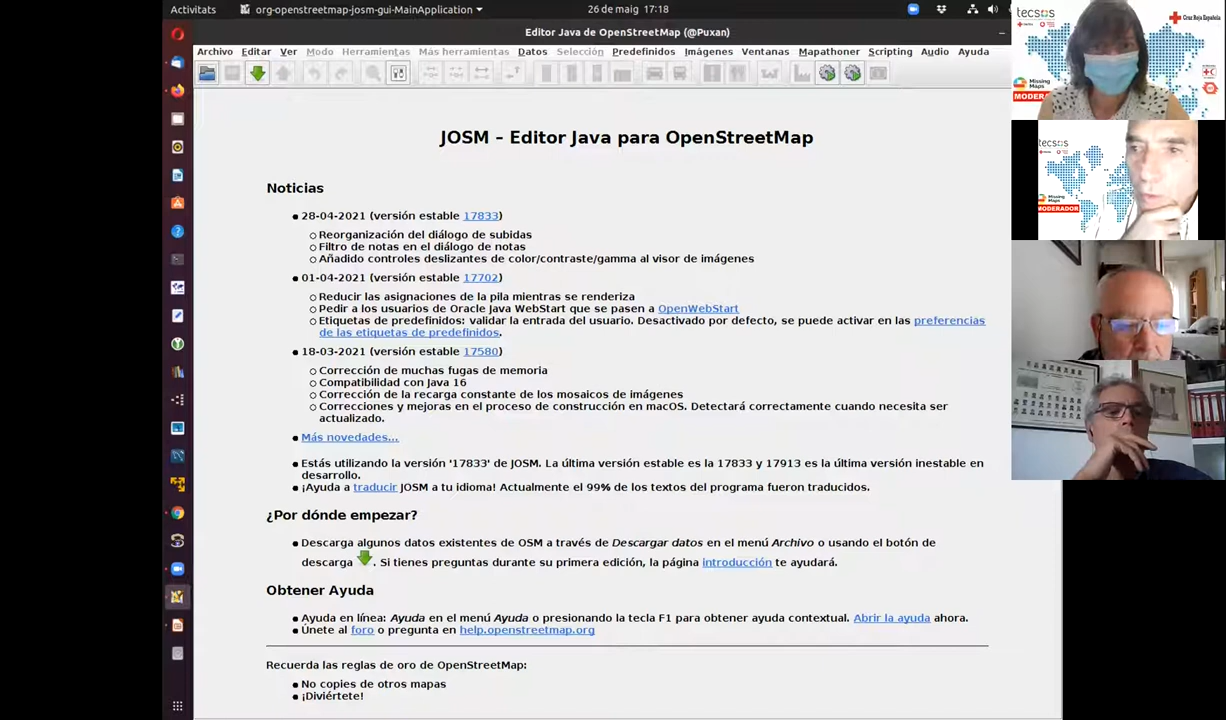 Activitats
org-openstreetmap-josm-gui-MainApplication
26 de maig 17:18
Editor Java de OpenStreetMap (@Puxan)
Archivo Editar Ver Modo Herramientas Más herramientas Datos Selección Predefinidos Imágenes Ventanas Mapathoner Scripting Audio Ayuda
JOSM – Editor Java para OpenStreetMap
Noticias
28-04-2021 (versión estable 17833)
Reorganización del diálogo de subidas
Filtro de notas en el diálogo de notas
Añadido controles deslizantes de color/contraste/gamma al visor de imágenes
01-04-2021 (versión estable 17702)
Reducir las asignaciones de la pila mientras se renderiza
Pedir a los usuarios de Oracle Java WebStart que se pasen a OpenWebStart
Etiquetas de predefinidos: validar la entrada del usuario. Desactivado por defecto, se puede activar en las preferencias
de las etiquetas de predefinidos.
18-03-2021 (versión estable 17580)
Corrección de muchas fugas de memoria
Compatibilidad con Java 16
Corrección de la recarga constante de los mosaicos de imágenes
Correcciones y mejoras en el proceso de construcción en macOS. Detectará correctamente cuando necesita ser
actualizado.
Más novedades...
Estás utilizando la versión '17833' de JOSM. La última versión estable es la 17833 y 17913 es la última versión inestable en
desarrollo.
¡Ayuda a traducir JOSM a tu idioma! Actualmente el 99% de los textos del programa fueron traducidos.
¿Por dónde empezar?
Descarga algunos datos existentes de OSM a través de Descargar datos en el menú Archivo o usando el botón de
descarga . Si tienes preguntas durante su primera edición, la página introducción te ayudará.
Obtener Ayuda
Ayuda en línea: Ayuda en el menú Ayuda o presionando la tecla F1 para obtener ayuda contextual. Abrir la ayuda ahora.
Únete al foro o pregunta en help.openstreetmap.org
Recuerda las reglas de oro de OpenStreetMap:
No copies de otros mapas
¡Diviértete!
tecsos
Cruz Roja Española
Missing
Maps
MODERADOR
tecsos
Missing
Maps
MODERADOR